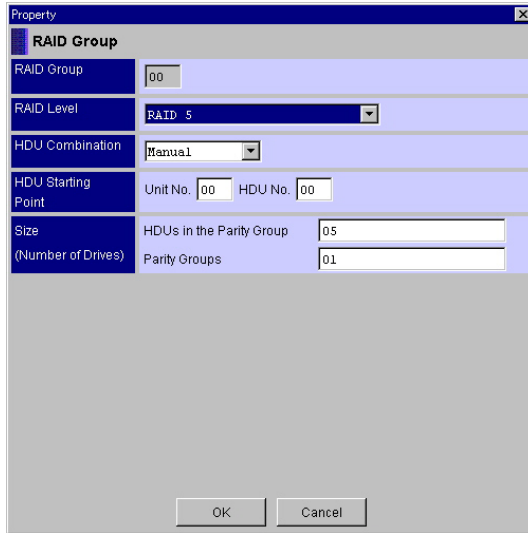 Property
RAID Group
RAID Group 00
RAID Level RAID 5
HDU Combination Manual
HDU Starting
Point
Unit No. 00 HDU No. 00
Size
(Number of Drives)
HDUs in the Parity Group 05
Parity Groups 01
OK Cancel